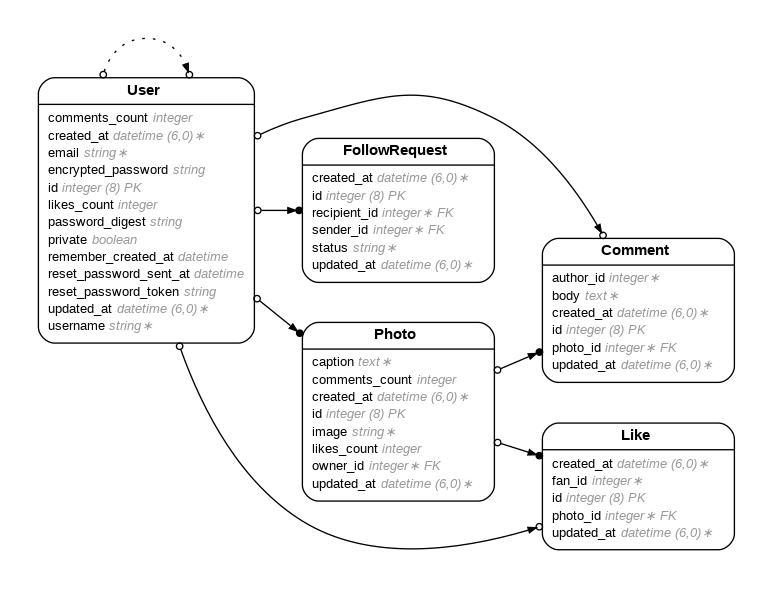 User
comments_count integer
created_at datetime (6,0)∗
email string∗
encrypted_password string
id integer (8) PK
likes_count integer
password_digest string
private boolean
remember_created_at datetime
reset_password_sent_at datetime
reset_password_token string
updated_at datetime (6,0)∗
username string∗
FollowRequest
created_at datetime (6,0)∗
id integer (8) PK
recipient_id integer∗ FK
sender_id integer∗ FK
status string∗
updated_at datetime (6,0)∗
Photo
caption text∗
comments_count integer
created_at datetime (6,0)∗
id integer (8) PK
image string∗
likes_count integer
owner_id integer∗ FK
updated_at datetime (6,0)∗
Comment
author_id integer∗
body text∗
created_at datetime (6,0)∗
id integer (8) PK
photo_id integer∗ FK
updated_at datetime (6,0)∗
Like
created_at datetime (6,0)∗
fan_id integer∗
id integer (8) PK
photo_id integer∗ FK
updated_at datetime (6,0)∗